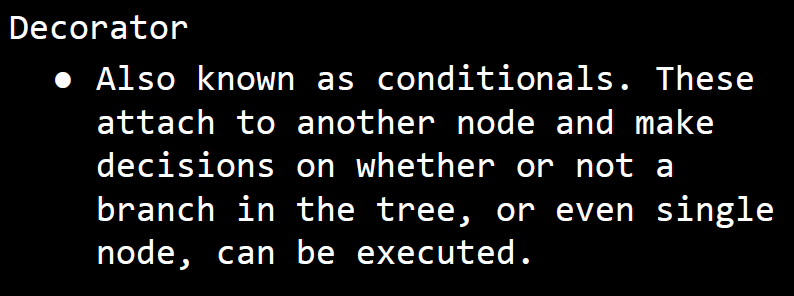 Decorator
● Also known as conditionals. These
attach to another node and make
decisions on whether or not a
branch in the tree, or even single
node, can be executed.